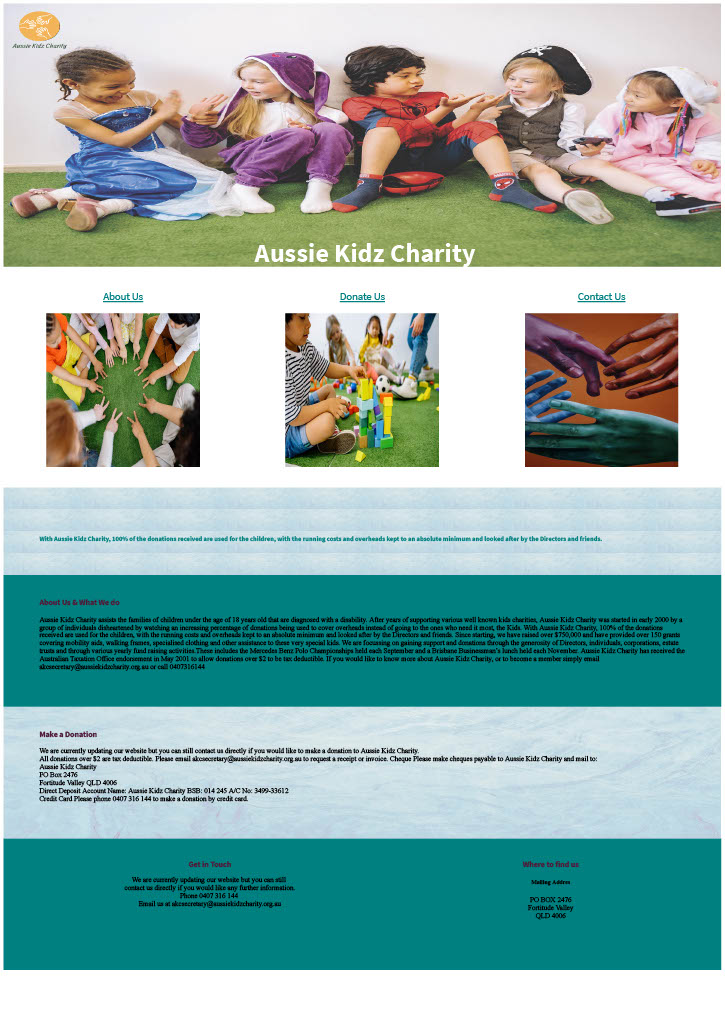 Aussie Kidz Charity
Aussie Kidz Charity
About Us
Donate Us
Contact Us
With Aussie Kidz Charity, 100% of the donations received are used for the children, with the running costs and overheads kept to an absolute minimum and looked after by the Directors and friends.
About Us & What We do
Aussie Kidz Charity assists the families of children under the age of 18 years old that are diagnosed with a disability. After years of supporting various well known kids charities, Aussie Kidz Charity was started in early 2000 by a
group of individuals disheartened by watching an increasing percentage of donations being used to cover overheads instead of going to the ones who need it most, the Kids. With Aussie Kidz Charity, 100% of the donations
received are used for the children, with the running costs and overheads kept to an absolute minimum and looked after by the Directors and friends. Since starting, we have raised over $750,000 and have provided over 150 grants
covering mobility aids, walking frames, specialised clothing and other assistance to these very special kids. We are focussing on gaining support and donations through the generosity of Directors, individuals, corporations, estate
trusts and through various yearly fund raising activities.These includes the Mercedes Benz Polo Championships held each September and a Brisbane Businessman's lunch held each November. Aussie Kidz Charity has received the
Australian Taxation Office endorsement in May 2001 to allow donations over $2 to be tax deductible. If you would like to know more about Aussie Kidz Charity, or to become a member simply email
akcsecretary@aussiekidzcharity.org.au or call 0407316144
Make a Donation
We are currently updating our website but you can still contact us directly if you would like to make a donation to Aussie Kidz Charity.
All donations over $2 are tax deductible. Please email akcsecretary@aussiekidzcharity.org.au to request a receipt or invoice. Cheque Please make cheques payable to Aussie Kidz Charity and mail to:
Aussie Kidz Charity
PO Box 2476
Fortitude Valley QLD 4006
Direct Deposit Account Name: Aussie Kidz Charity BSB: 014 245 A/C No: 3499-33612
Credit Card Please phone 0407 316 144 to make a donation by credit card.
Get in Touch
We are currently updating our website but you can still
contact us directly if you would like any further information.
Phone 0407 316 144
Email us at akcsecretary@aussiekidzcharity.org.au
Where to find us
Mailing Addres
PO BOX 2476
Fortitude Valley
QLD 4006